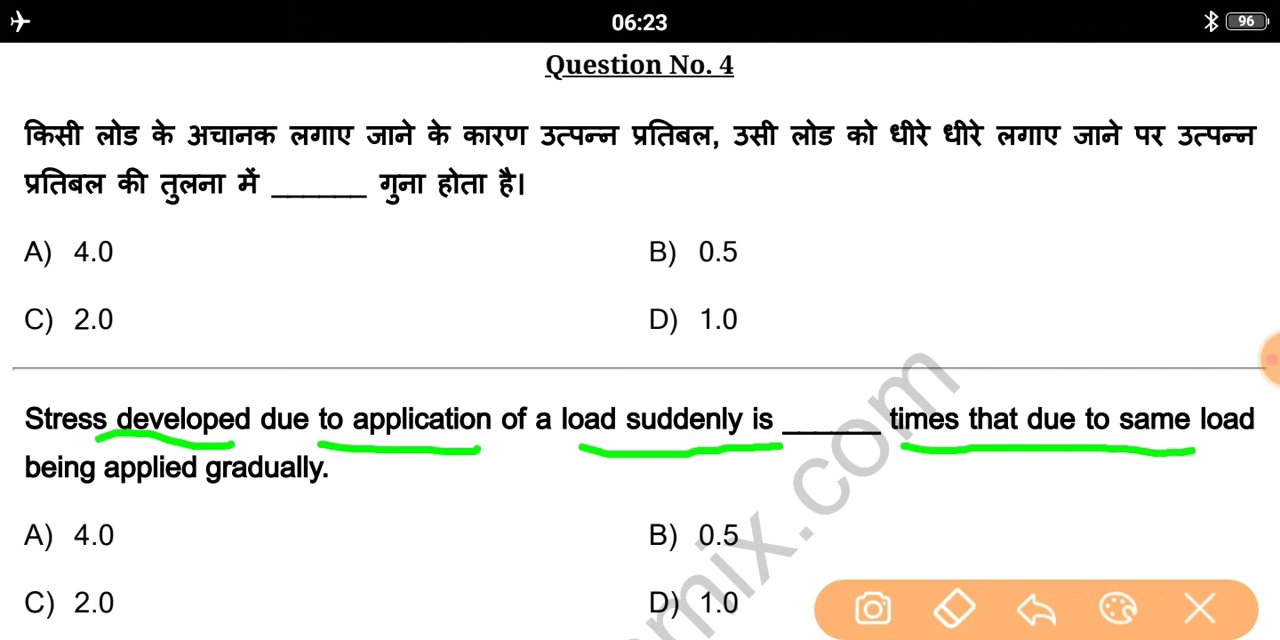 06:23
96
Question No. 4
किसी लोड के अचानक लगाए जाने के कारण उत्पन्न प्रतिबल, उसी लोड को धीरे धीरे लगाए जाने पर उत्पन्न
प्रतिबल की तुलना में ______ गुना होता है।
A) 4.0
B) 0.5
C) 2.0
D) 1.0
Stress developed due to application of a load suddenly is ______ times that due to same load
being applied gradually.
A) 4.0
B) 0.5
C) 2.0
D) 1.0
mix.com